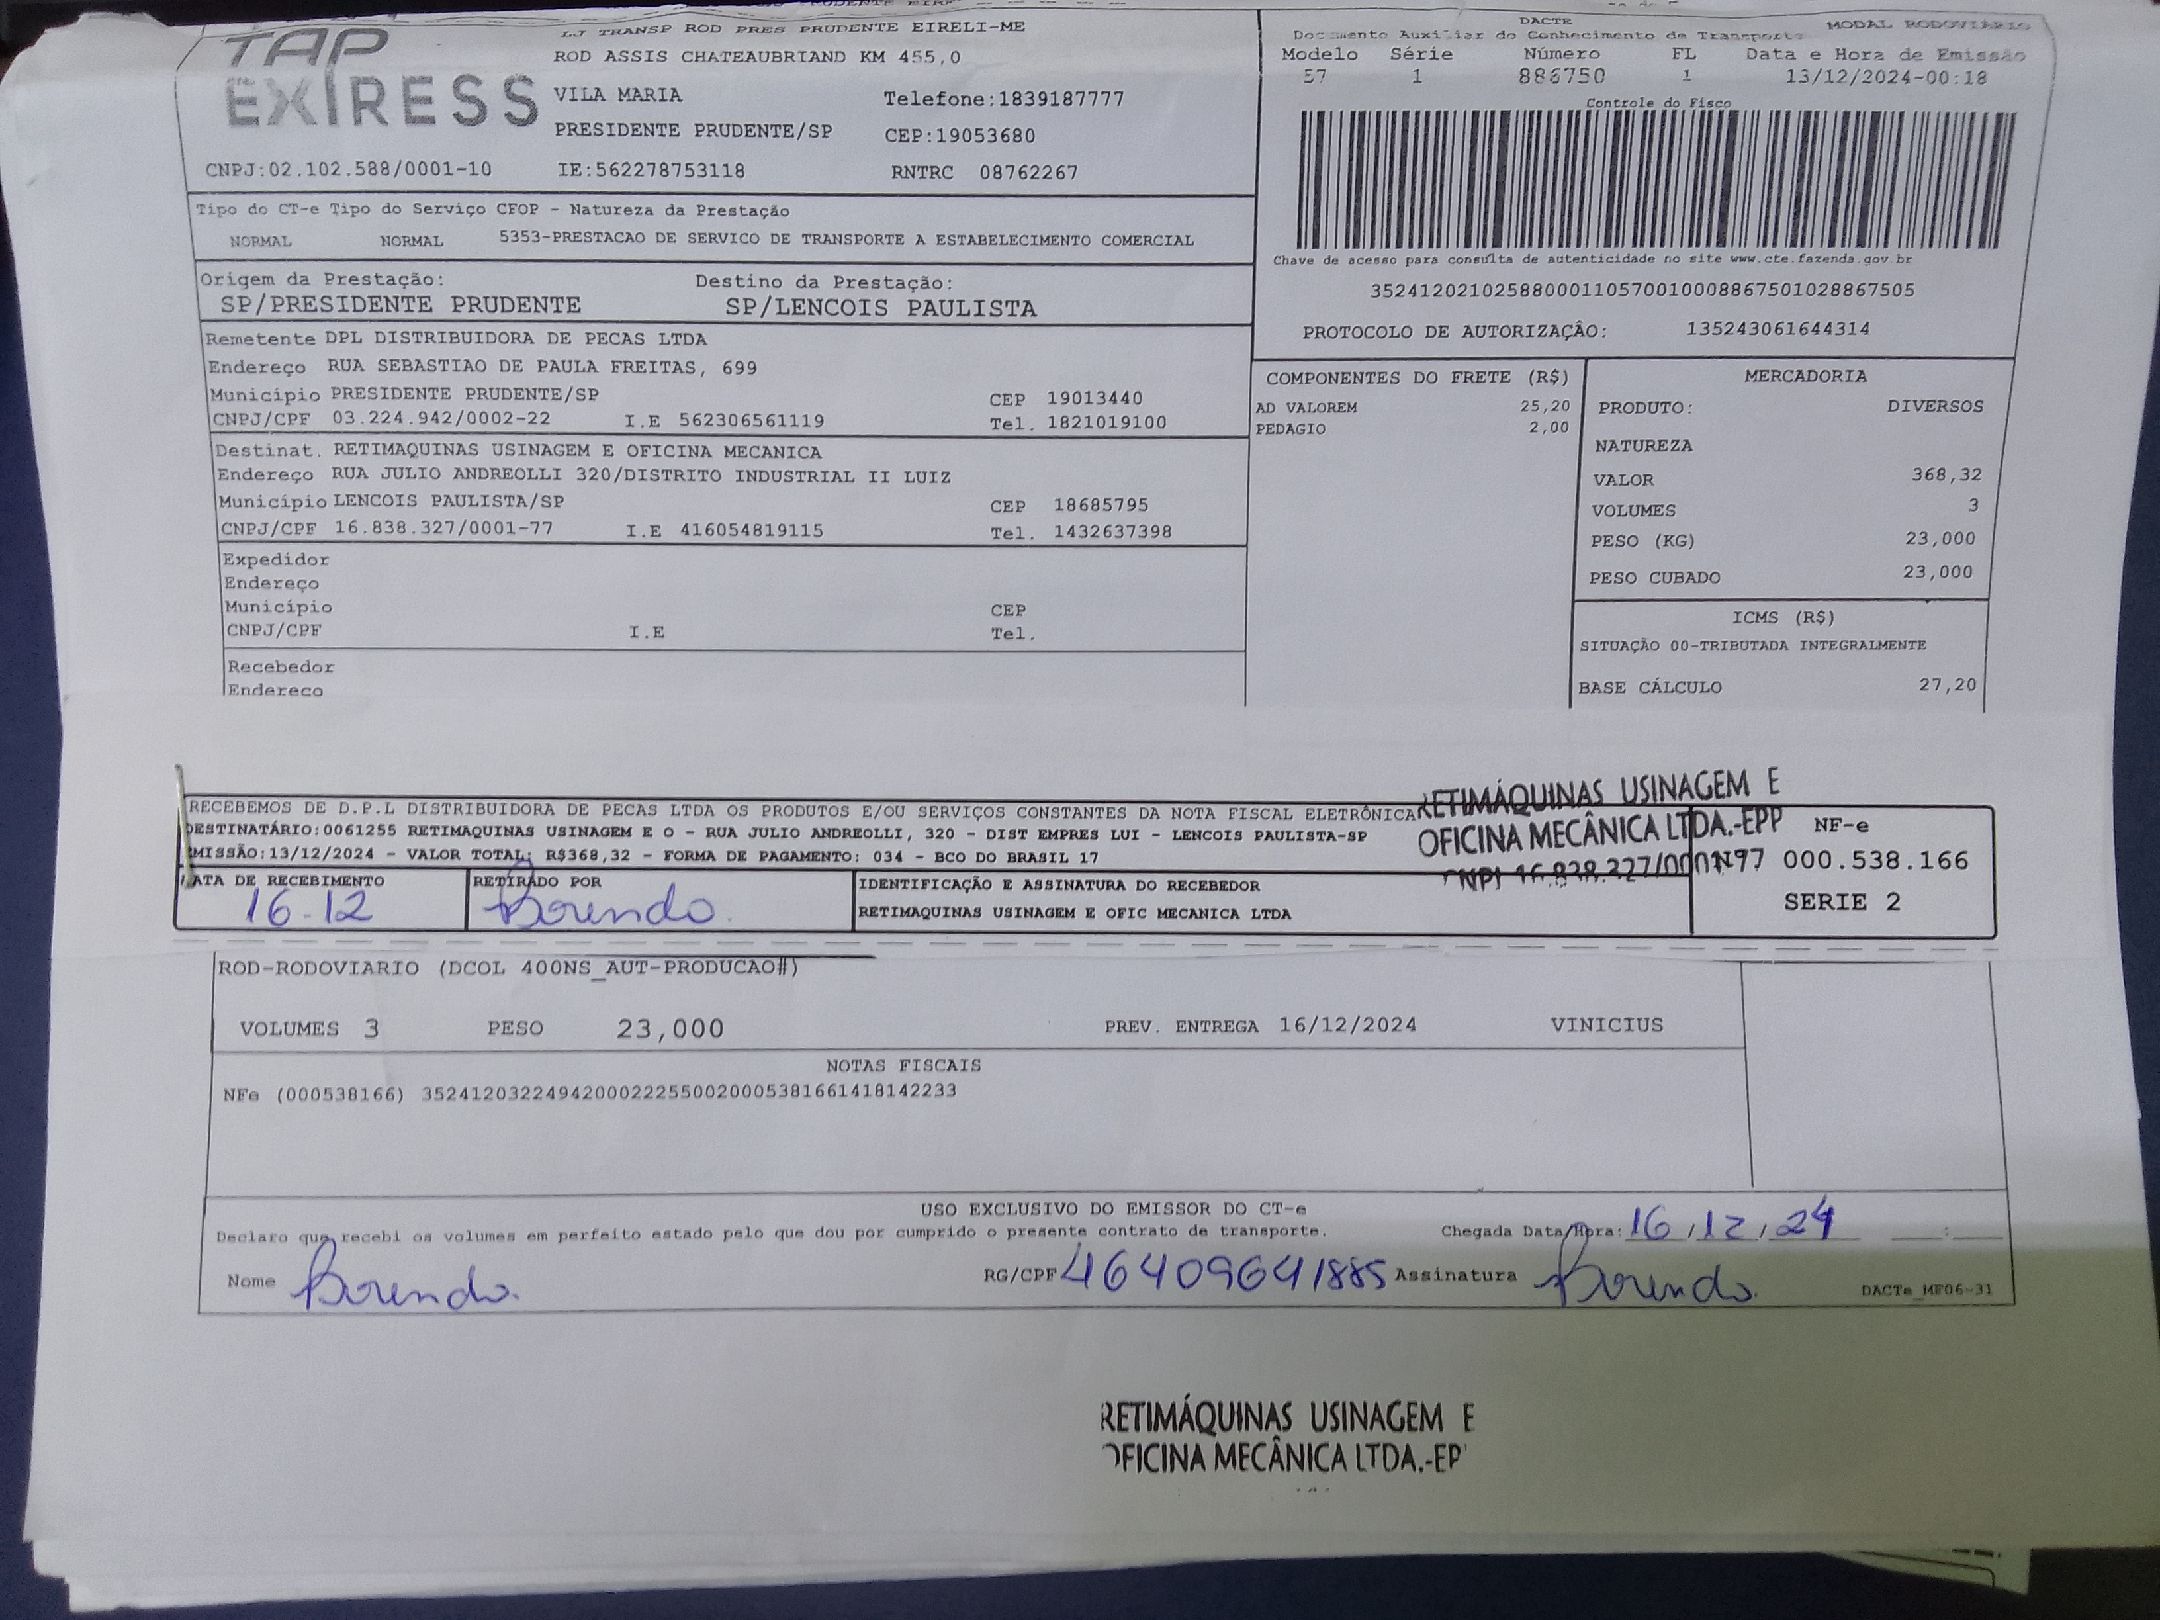 TAP
EXPRESS
LJ TRANSP ROD PRES PRUDENTE EIRELI-ME
ROD ASSIS CHATEAUBRIAND KM 455,0
VILA MARIA Telefone:1839187777
PRESIDENTE PRUDENTE/SP CEP:19053680
CNPJ:02.102.588/0001-10 IE:562278753118 RNTRC 08762267
DACTE MODAL RODOVIÁRIO
Documento Auxiliar do Conhecimento de Transporte
Modelo Série Número FL Data e Hora de Emissão
57 1 886750 1 13/12/2024-00:18
Controle do Fisco
Chave de acesso para consulta de autenticidade no site www.cte.fazenda.gov.br
35241202102588000110570010008867501028867505
PROTOCOLO DE AUTORIZAÇÂO: 135243061644314
Tipo do CT-e Tipo do Serviço CFOP - Natureza da Prestação
NORMAL NORMAL 5353-PRESTACAO DE SERVICO DE TRANSPORTE A ESTABELECIMENTO COMERCIAL
Origem da Prestação: Destino da Prestação:
SP/PRESIDENTE PRUDENTE SP/LENCOIS PAULISTA
Remetente DPL DISTRIBUIDORA DE PECAS LTDA
Endereço RUA SEBASTIAO DE PAULA FREITAS, 699
Município PRESIDENTE PRUDENTE/SP CEP 19013440
CNPJ/CPF 03.224.942/0002-22 I.E 562306561119 Tel. 1821019100
Destinat. RETIMAQUINAS USINAGEM E OFICINA MECANICA
Endereço RUA JULIO ANDREOLLI 320/DISTRITO INDUSTRIAL II LUIZ
Município LENCOIS PAULISTA/SP CEP 18685795
CNPJ/CPF 16.838.327/0001-77 I.E 416054819115 Tel. 1432637398
Expedidor
Endereço
Município CEP
CNPJ/CPF I.E Tel.
Recebedor
Endereco
COMPONENTES DO FRETE (R$)
AD VALOREM 25,20
PEDAGIO 2,00
MERCADORIA
PRODUTO: DIVERSOS
NATUREZA
VALOR 368,32
VOLUMES 3
PESO (KG) 23,000
PESO CUBADO 23,000
ICMS (R$)
SITUAÇÃO 00-TRIBUTADA INTEGRALMENTE
BASE CÁLCULO 27,20
RECEBEMOS DE D.P.L DISTRIBUIDORA DE PECAS LTDA OS PRODUTOS E/OU SERVIÇOS CONSTANTES DA NOTA FISCAL ELETRÔNICA
DESTINATÁRIO:0061255 RETIMAQUINAS USINAGEM E O - RUA JULIO ANDREOLLI, 320 - DIST EMPRES LUI - LENCOIS PAULISTA-SP
EMISSÃO:13/12/2024 - VALOR TOTAL: R$368,32 - FORMA DE PAGAMENTO: 034 - BCO DO BRASIL 17
RETIMÁQUINAS USINAGEM E
OFICINA MECÂNICA LTDA.-EPP
CNPJ 16.838.327/0001-97
NF-e
000.538.166
SERIE 2
DATA DE RECEBIMENTO RETIRADO POR IDENTIFICAÇÃO E ASSINATURA DO RECEBEDOR
16-12 RETIMAQUINAS USINAGEM E OFIC MECANICA LTDA
ROD-RODOVIARIO (DCOL 400NS_AUT-PRODUCAO#)
VOLUMES 3 PESO 23,000 PREV. ENTREGA 16/12/2024 VINICIUS
NOTAS FISCAIS
NFe (000538166) 35241203224942000222550020005381661418142233
USO EXCLUSIVO DO EMISSOR DO CT-e
Declaro que recebi os volumes em perfeito estado pelo que dou por cumprido o presente contrato de transporte. Chegada Data/Hora: 16/12/24 __:__
Nome RG/CPF 46409641885 Assinatura DACTe_MF06-31
RETIMÁQUINAS USINAGEM E
OFICINA MECÂNICA LTDA.-EP